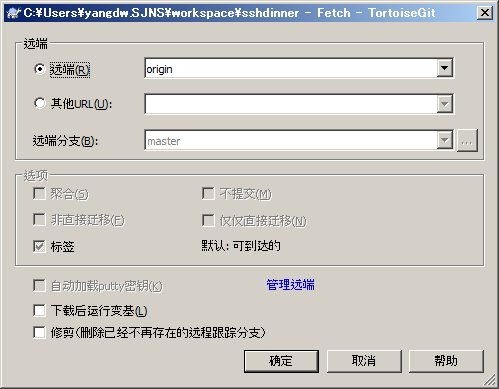 C:¥Users¥yangdw.SJNS¥workspace¥sshdinner - Fetch - TortoiseGit
远端
远端(R) origin
其他URL(U):
远端分支(B): master ...
选项
聚合(S) 不提交(M)
非直接迁移(F) 仅仅直接迁移(N)
标签 默认: 可到达的
自动加载putty密钥(K) 管理远端
下载后运行变基(L)
修剪(删除已经不再存在的远程跟踪分支)
确定 取消 帮助